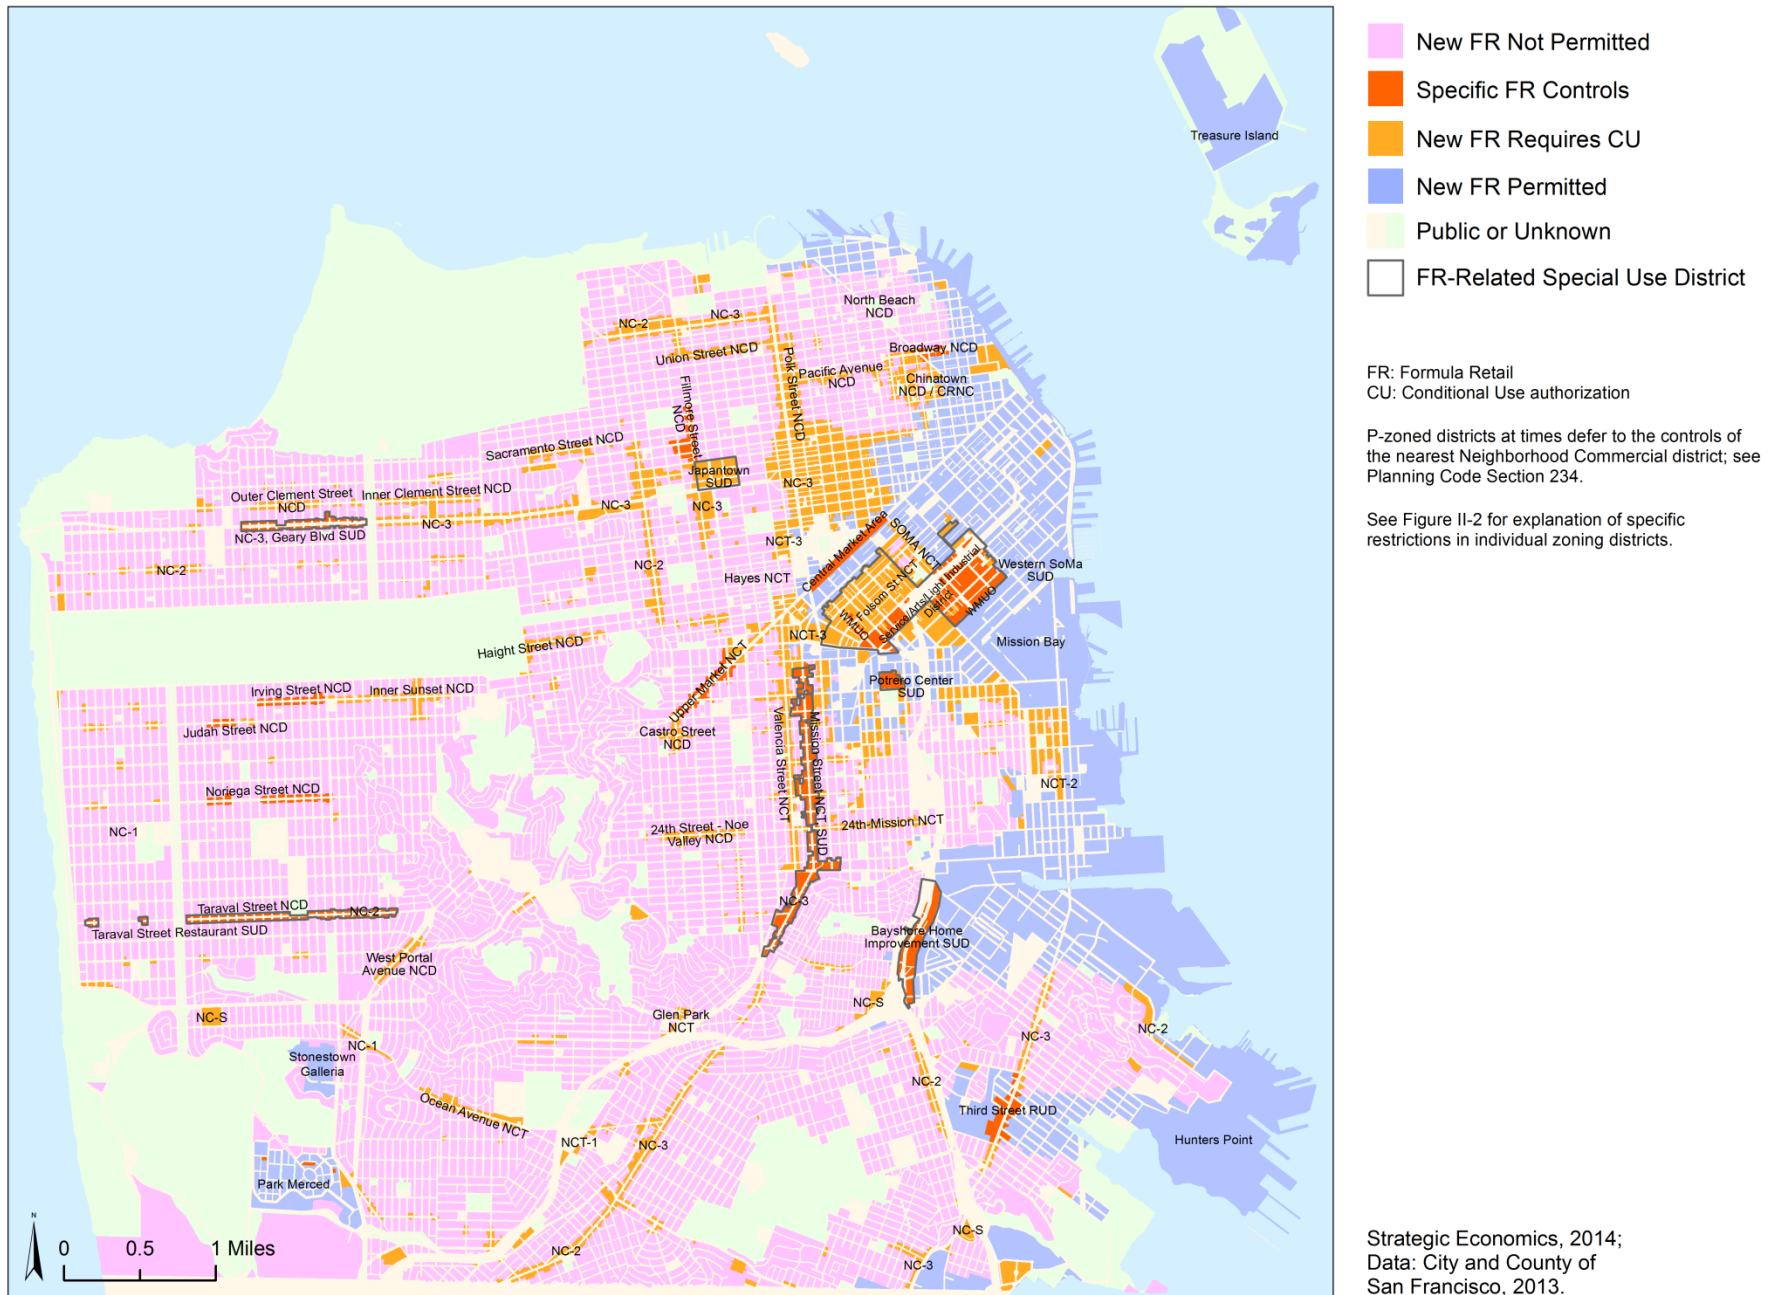 New FR Not Permitted
Specific FR Controls
New FR Requires CU
New FR Permitted
Public or Unknown
FR-Related Special Use District
FR: Formula Retail
CU: Conditional Use authorization
P-zoned districts at times defer to the controls of
the nearest Neighborhood Commercial district; see
Planning Code Section 234.
See Figure II-2 for explanation of specific
restrictions in individual zoning districts.
Strategic Economics, 2014;
Data: City and County of
San Francisco, 2013.
Treasure Island
North Beach
NCD
NC-2
NC-3
Union Street NCD
Broadway NCD
Polk Street NCD
Pacific Avenue
NCD
Chinatown
NCD / CRNC
Fillmore Street
NCD
Sacramento Street NCD
Japantown
SUD
NC-3
NC-3
Outer Clement Street
NCD
Inner Clement Street NCD
NC-3
NC-3
NC-3, Geary Blvd SUD
NC-2
NC-2
NCT-3
Hayes NCT
Central Market Area
SOMA NCT
Folsom St NCT
Western SoMa
SUD
Service/Arts/Light Industrial
District
WMUO
WMUO
NCT-3
Mission Bay
Haight Street NCD
Upper Market NCT
Potrero Center
SUD
Irving Street NCD
Inner Sunset NCD
Judah Street NCD
Castro Street
NCD
Valencia Street NCT
Mission Street NCT SUD
Noriega Street NCD
NCT-2
NC-1
24th Street - Noe
Valley NCD
24th-Mission NCT
Taraval Street NCD
NC-2
Taraval Street Restaurant SUD
NC-3
Bayshore Home
Improvement SUD
West Portal
Avenue NCD
NC-S
NC-S
Glen Park
NCT
NC-1
Stonestown
Galleria
NC-3
NC-2
NC-2
Third Street RUD
Ocean Avenue NCT
NCT-1
NC-3
Hunters Point
Park Merced
NC-S
NC-2
NC-3
N
0 0.5 1 Miles